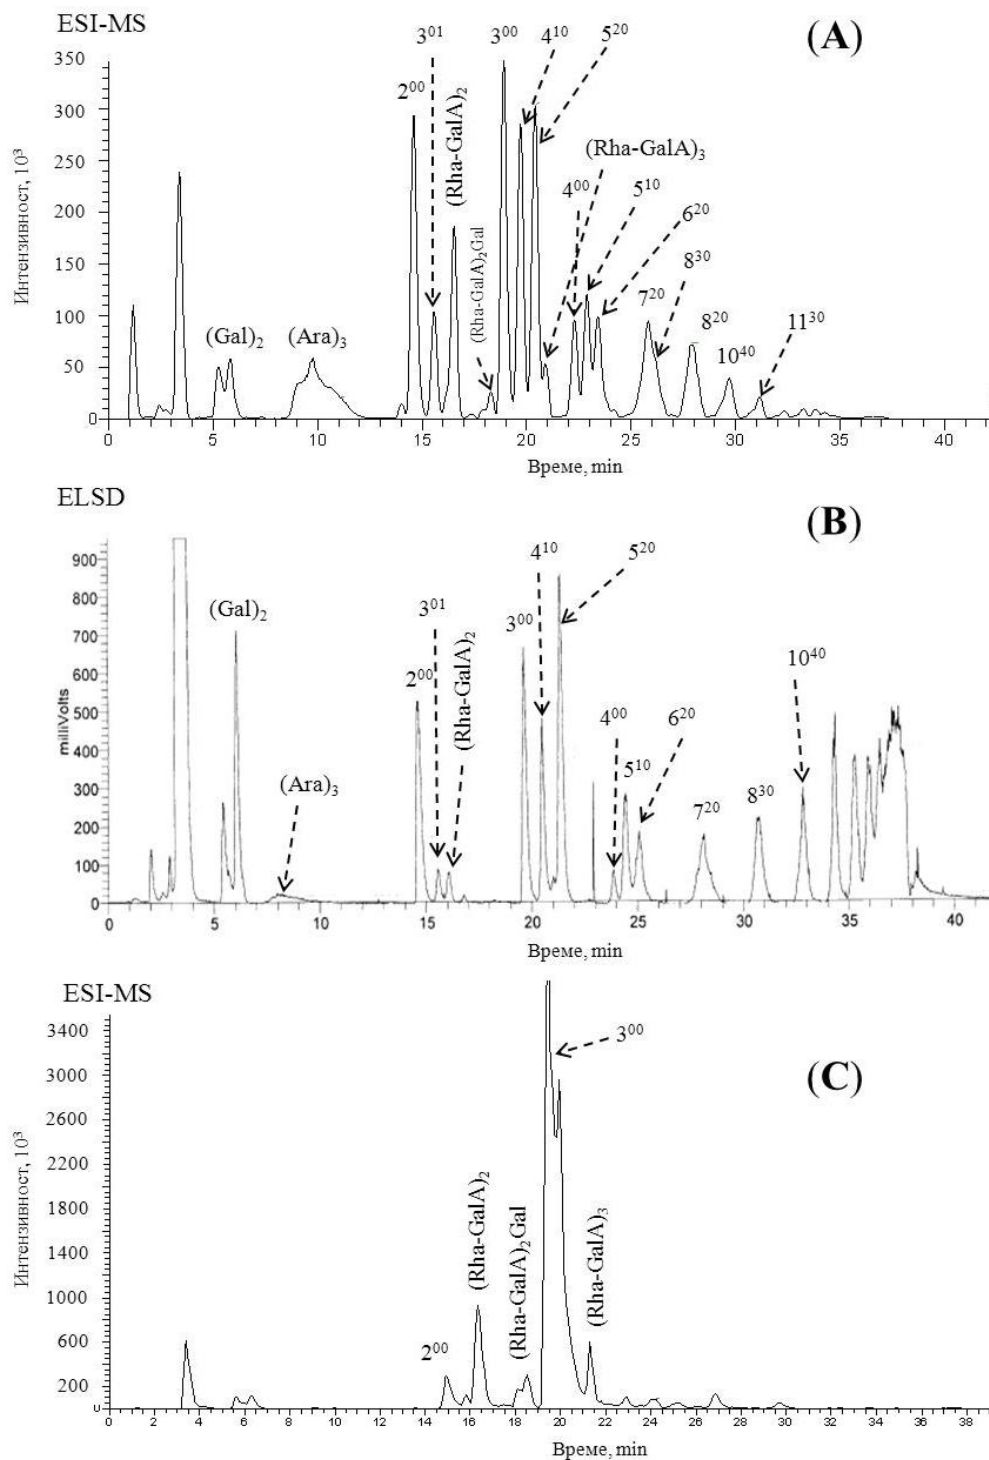 ESI-MS
(A)
3⁰¹
3⁰⁰
4¹⁰
5²⁰
2⁰⁰
(Rha-GalA)₂
(Rha-GalA)₃
(Rha-GalA)₂Gal
4⁰⁰
5¹⁰
6²⁰
8³⁰
7²⁰
8²⁰
10⁴⁰
11³⁰
(Gal)₂
(Ara)₃
Интензивност, 10³
350
300
250
200
150
100
50
0
0 5 10 15 20 25 30 35 40
Време, min
ELSD
(B)
(Gal)₂
(Ara)₃
2⁰⁰
3⁰¹
(Rha-GalA)₂
3⁰⁰
4¹⁰
5²⁰
4⁰⁰
5¹⁰
6²⁰
7²⁰
8³⁰
10⁴⁰
milliVolts
900
800
700
600
500
400
300
200
100
0
0 5 10 15 20 25 30 35 40
Време, min
ESI-MS
(C)
3⁰⁰
2⁰⁰
(Rha-GalA)₂
(Rha-GalA)₂Gal
(Rha-GalA)₃
Интензивност, 10³
3400
3000
2600
2200
1800
1400
1000
600
200
0
0 2 4 6 8 10 12 14 16 18 20 22 24 26 28 30 32 34 36 38
Време, min